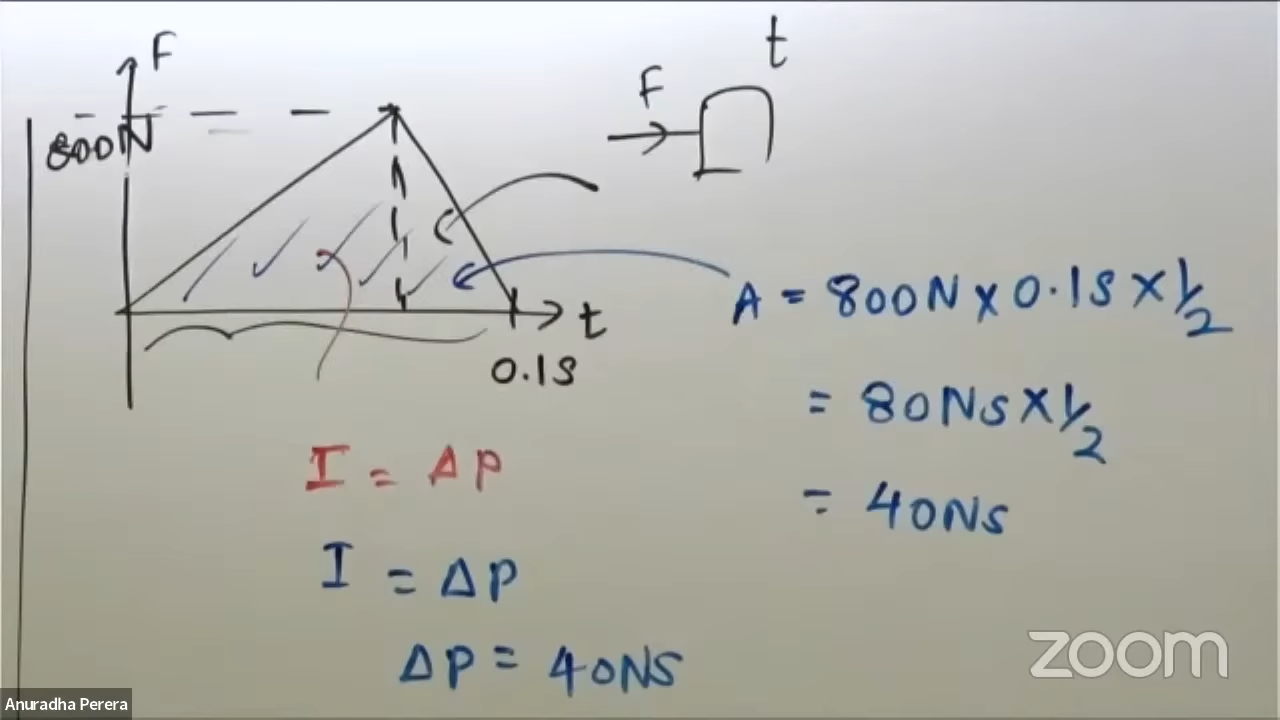 F
800N
t
0.1s
F
t
A = 800N × 0.1s × 1/2
= 80Ns × 1/2
= 40Ns
I = Δp
I = Δp
Δp = 40Ns
zoom
Anuradha Perera